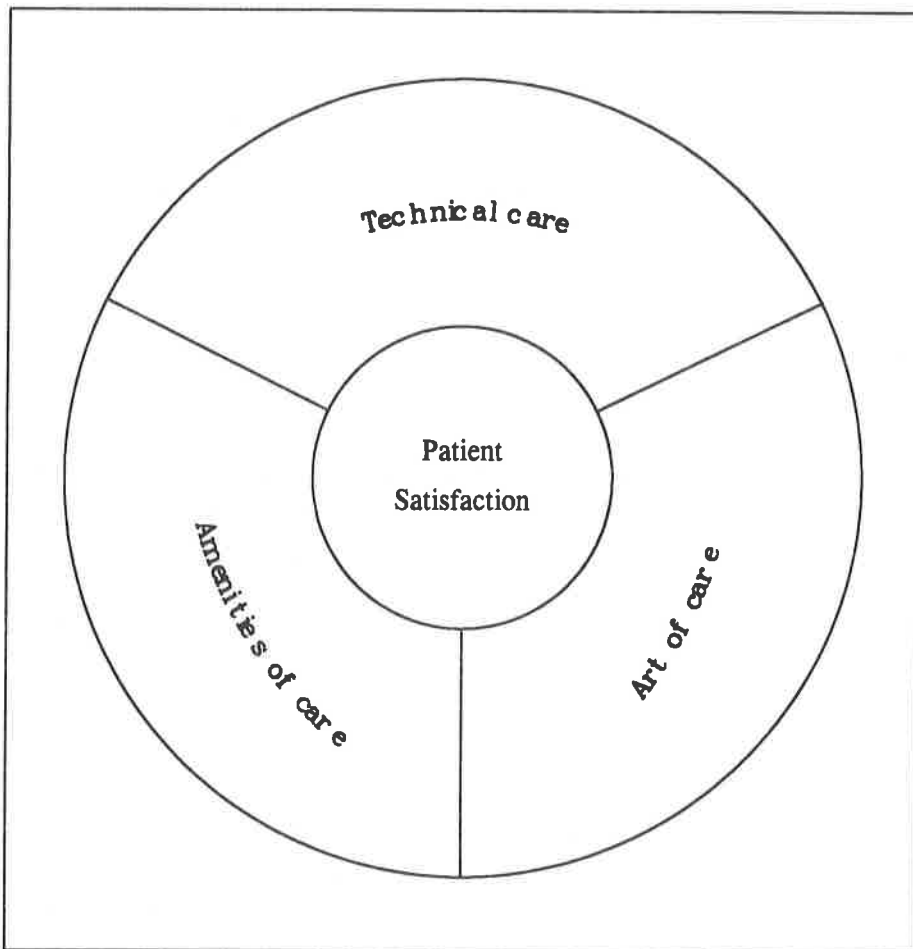 Technical care
Patient
Satisfaction
Amenities of care
Art of care